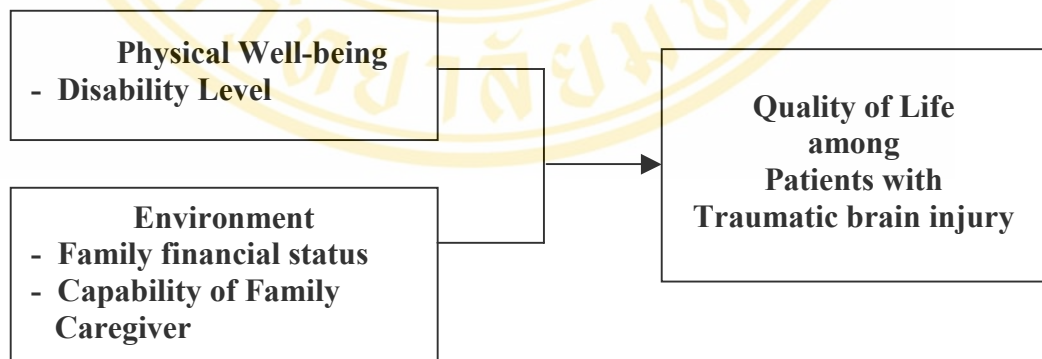 Physical Well-being
- Disability Level
Environment
- Family financial status
- Capability of Family
Caregiver
Quality of Life
among
Patients with
Traumatic brain injury